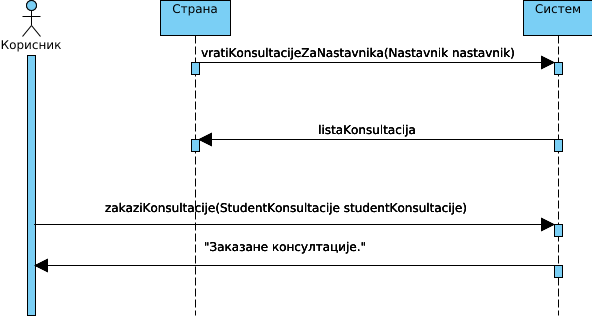 Страна
Систем
Корисник
vratiKonsultacijeZaNastavnika(Nastavnik nastavnik)
listaKonsultacija
zakaziKonsultacije(StudentKonsultacije studentKonsultacije)
"Заказане консултације."